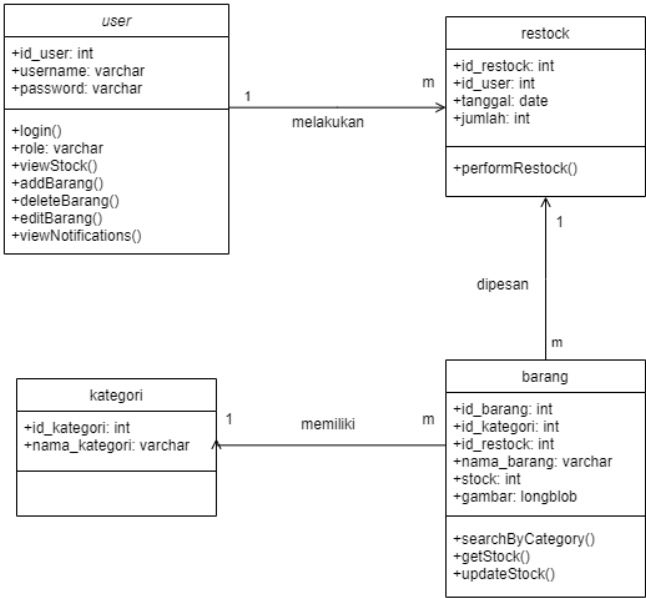 user
+id_user: int
+username: varchar
+password: varchar
+login()
+role: varchar
+viewStock()
+addBarang()
+deleteBarang()
+editBarang()
+viewNotifications()
1
melakukan
m
restock
+id_restock: int
+id_user: int
+tanggal: date
+jumlah: int
+performRestock()
1
dipesan
m
kategori
+id_kategori: int
+nama_kategori: varchar
1
memiliki
m
barang
+id_barang: int
+id_kategori: int
+id_restock: int
+nama_barang: varchar
+stock: int
+gambar: longblob
+searchByCategory()
+getStock()
+updateStock()